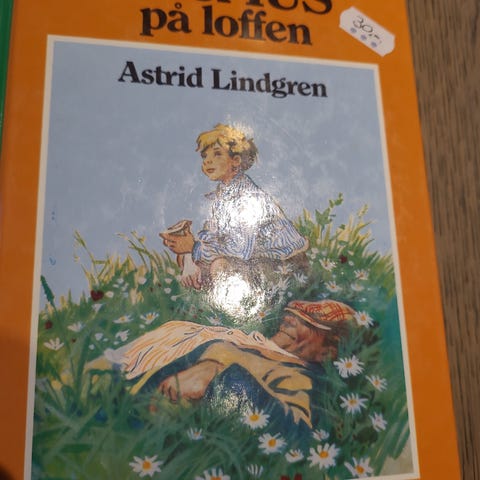 på loffen
30,-
Astrid Lindgren